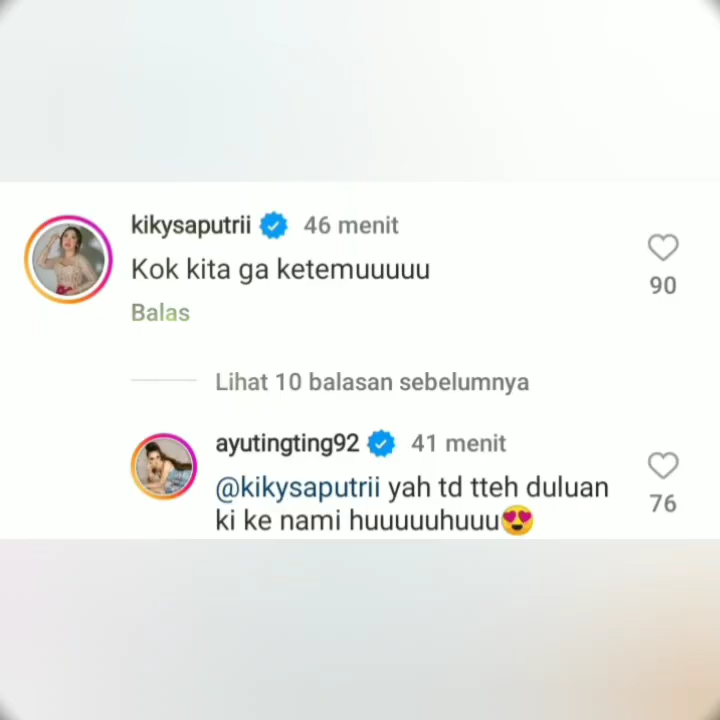 kikysaputrii 46 menit
Kok kita ga ketemuuuuu
90
Balas
Lihat 10 balasan sebelumnya
ayutingting92 41 menit
@kikysaputrii yah td tteh duluan
ki ke nami huuuuuhuuu😍
76